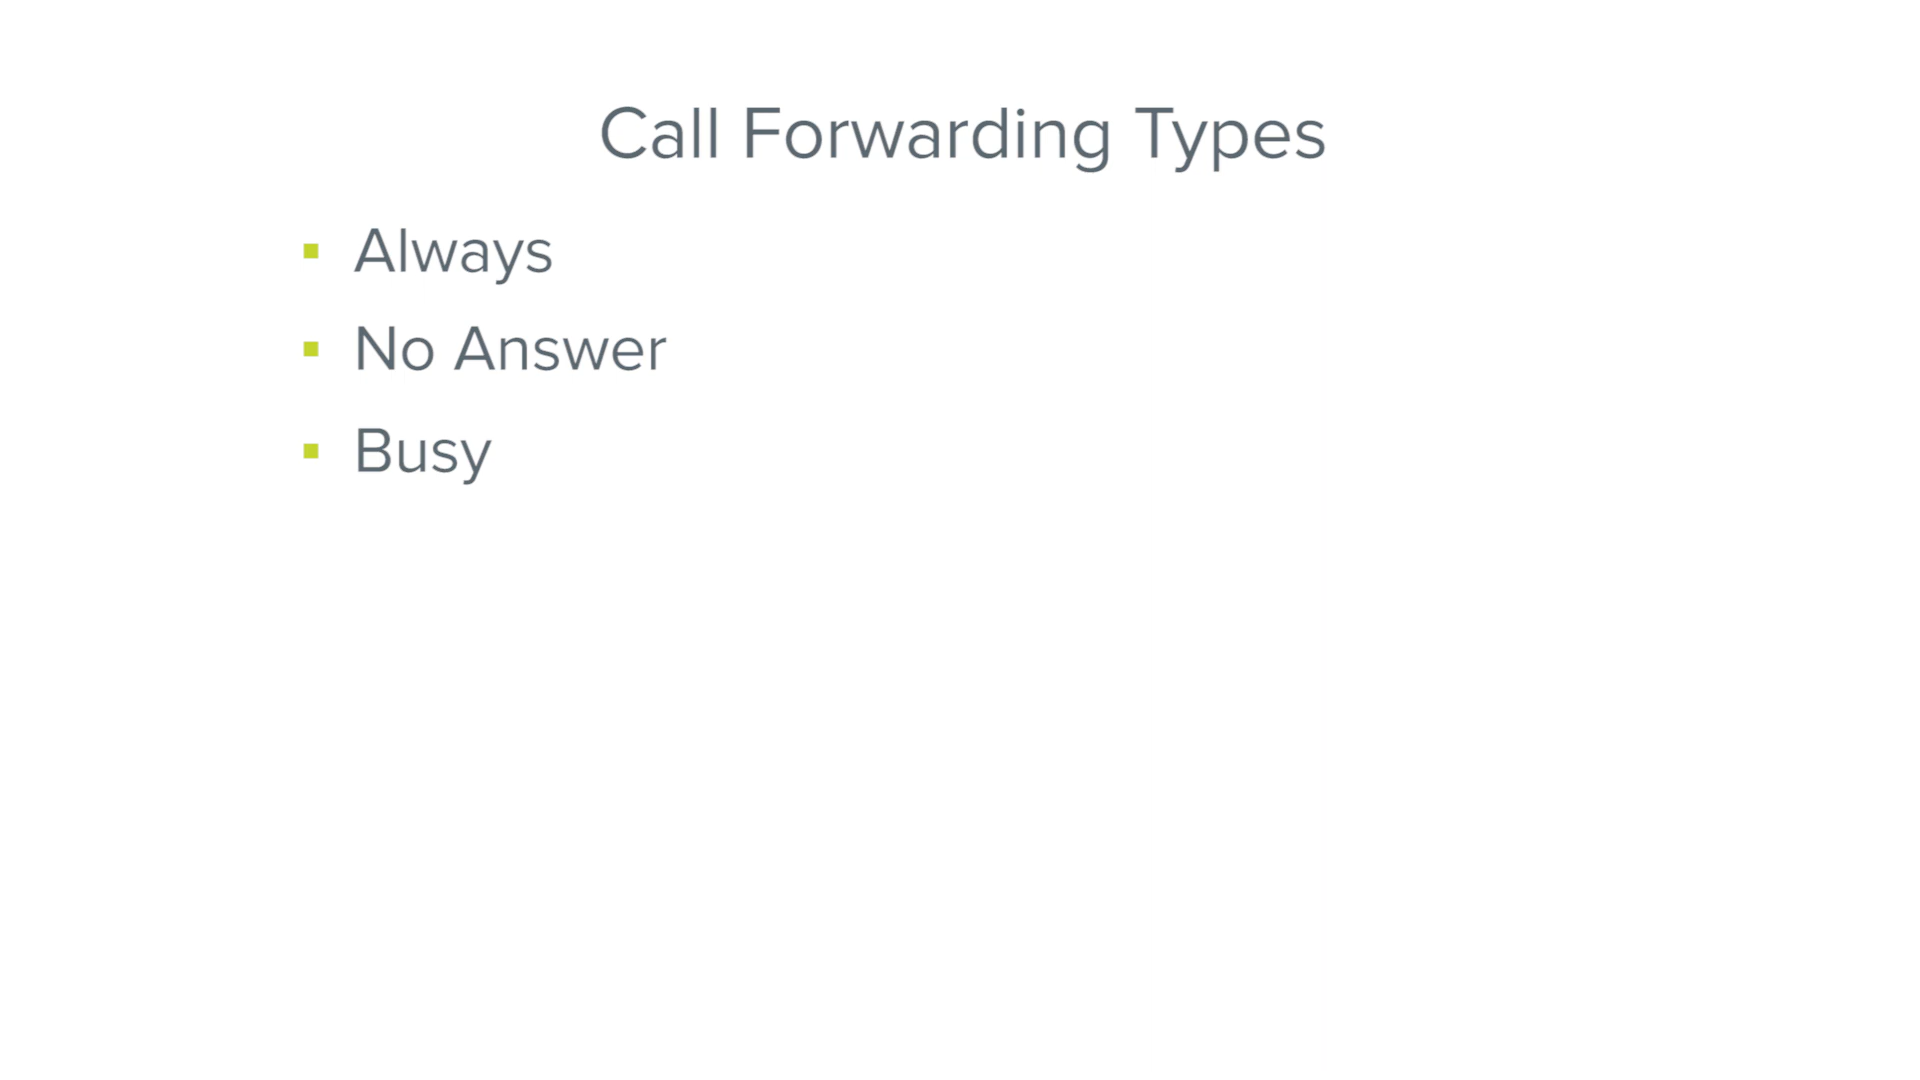 Call Forwarding Types
▪ Always
▪ No Answer
▪ Busy